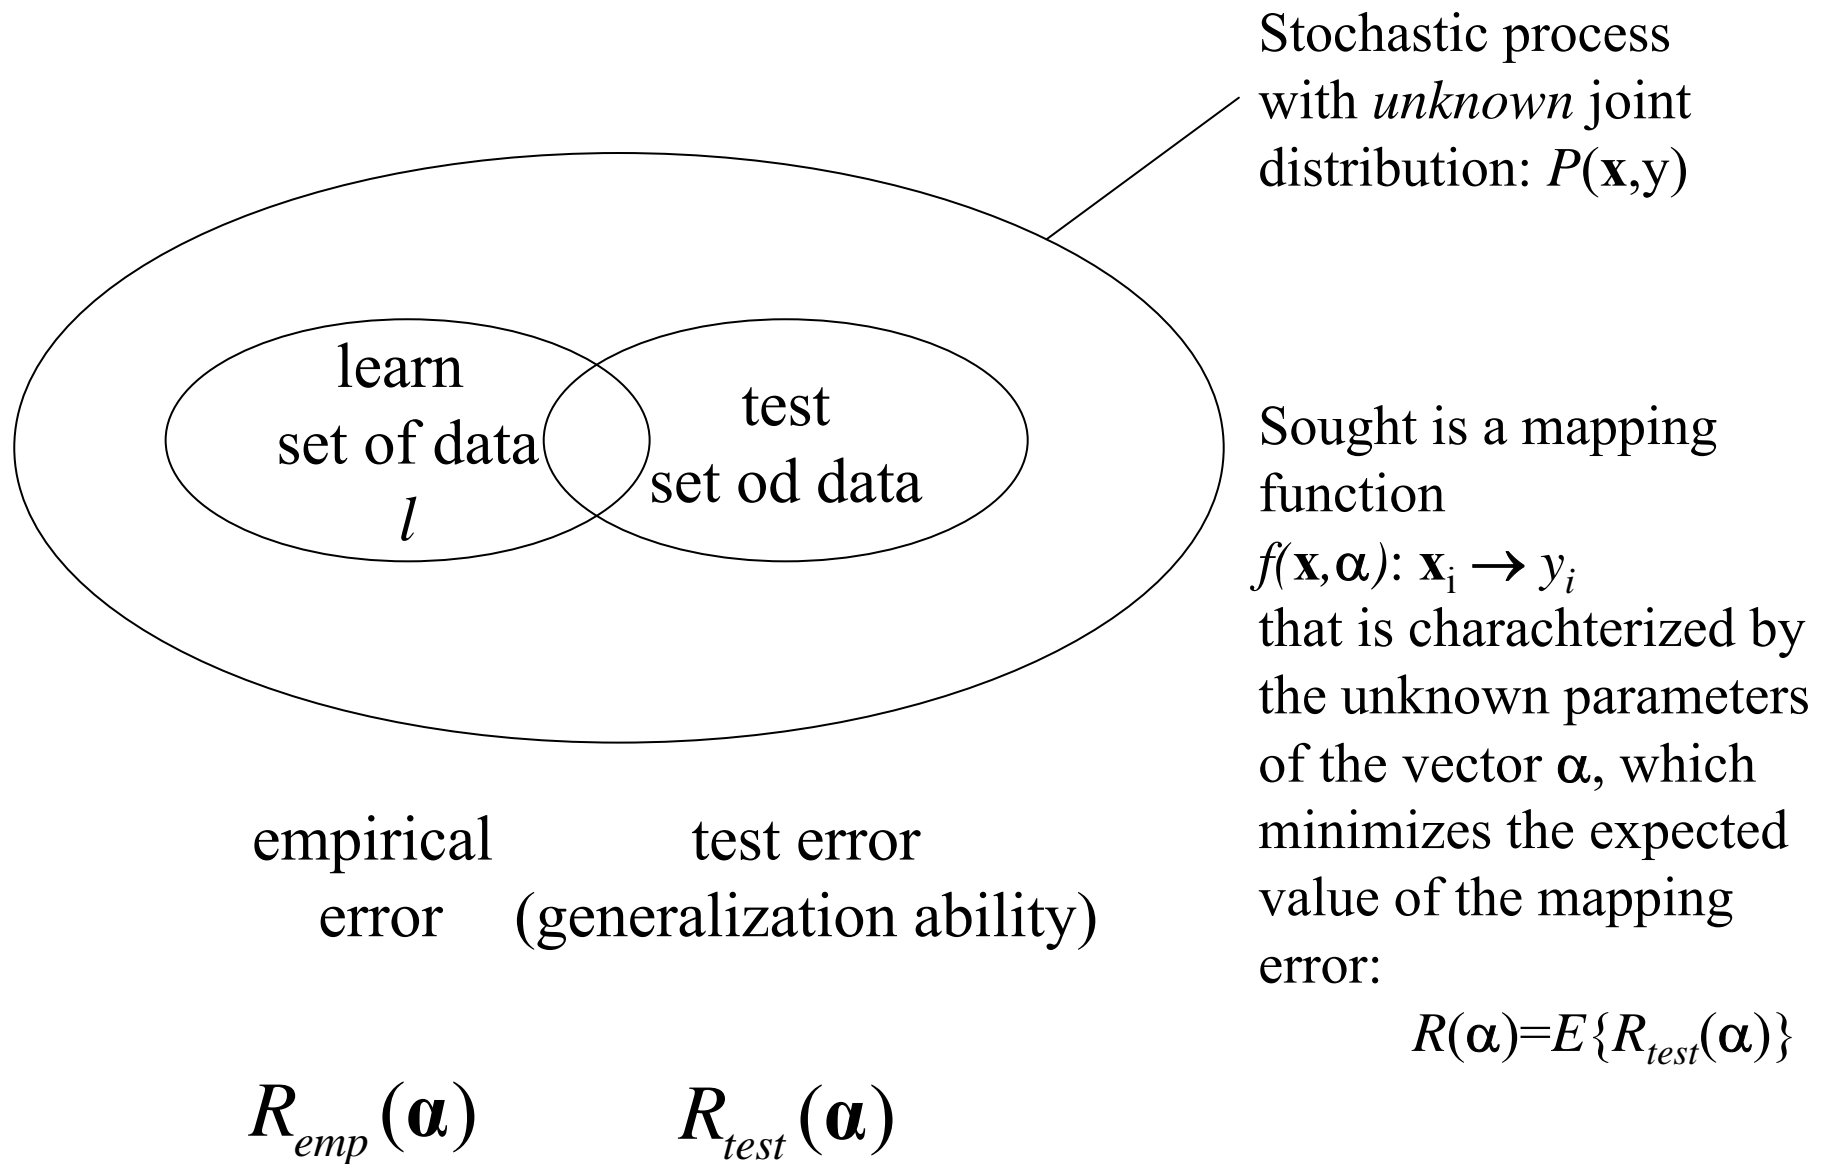 Stochastic process
with unknown joint
distribution: P(x,y)
learn
set of data
l
test
set od data
Sought is a mapping
function
f(x,α): xi → yi
that is charachterized by
the unknown parameters
of the vector α, which
minimizes the expected
value of the mapping
error:
R(α)=E{Rtest(α)}
empirical
error
test error
(generalization ability)
Remp(α)
Rtest(α)